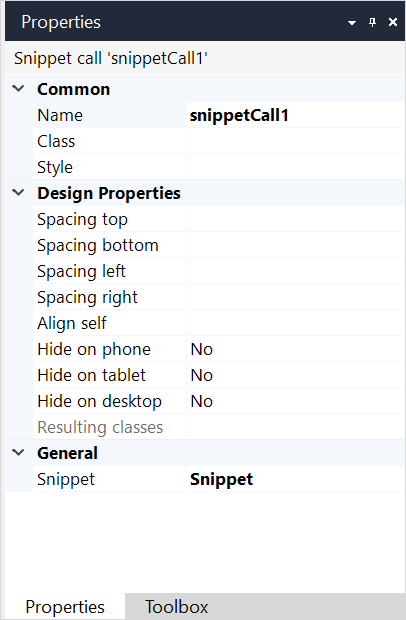 Properties
Snippet call 'snippetCall1'
Common
Name snippetCall1
Class
Style
Design Properties
Spacing top
Spacing bottom
Spacing left
Spacing right
Align self
Hide on phone No
Hide on tablet No
Hide on desktop No
Resulting classes
General
Snippet Snippet
Properties Toolbox